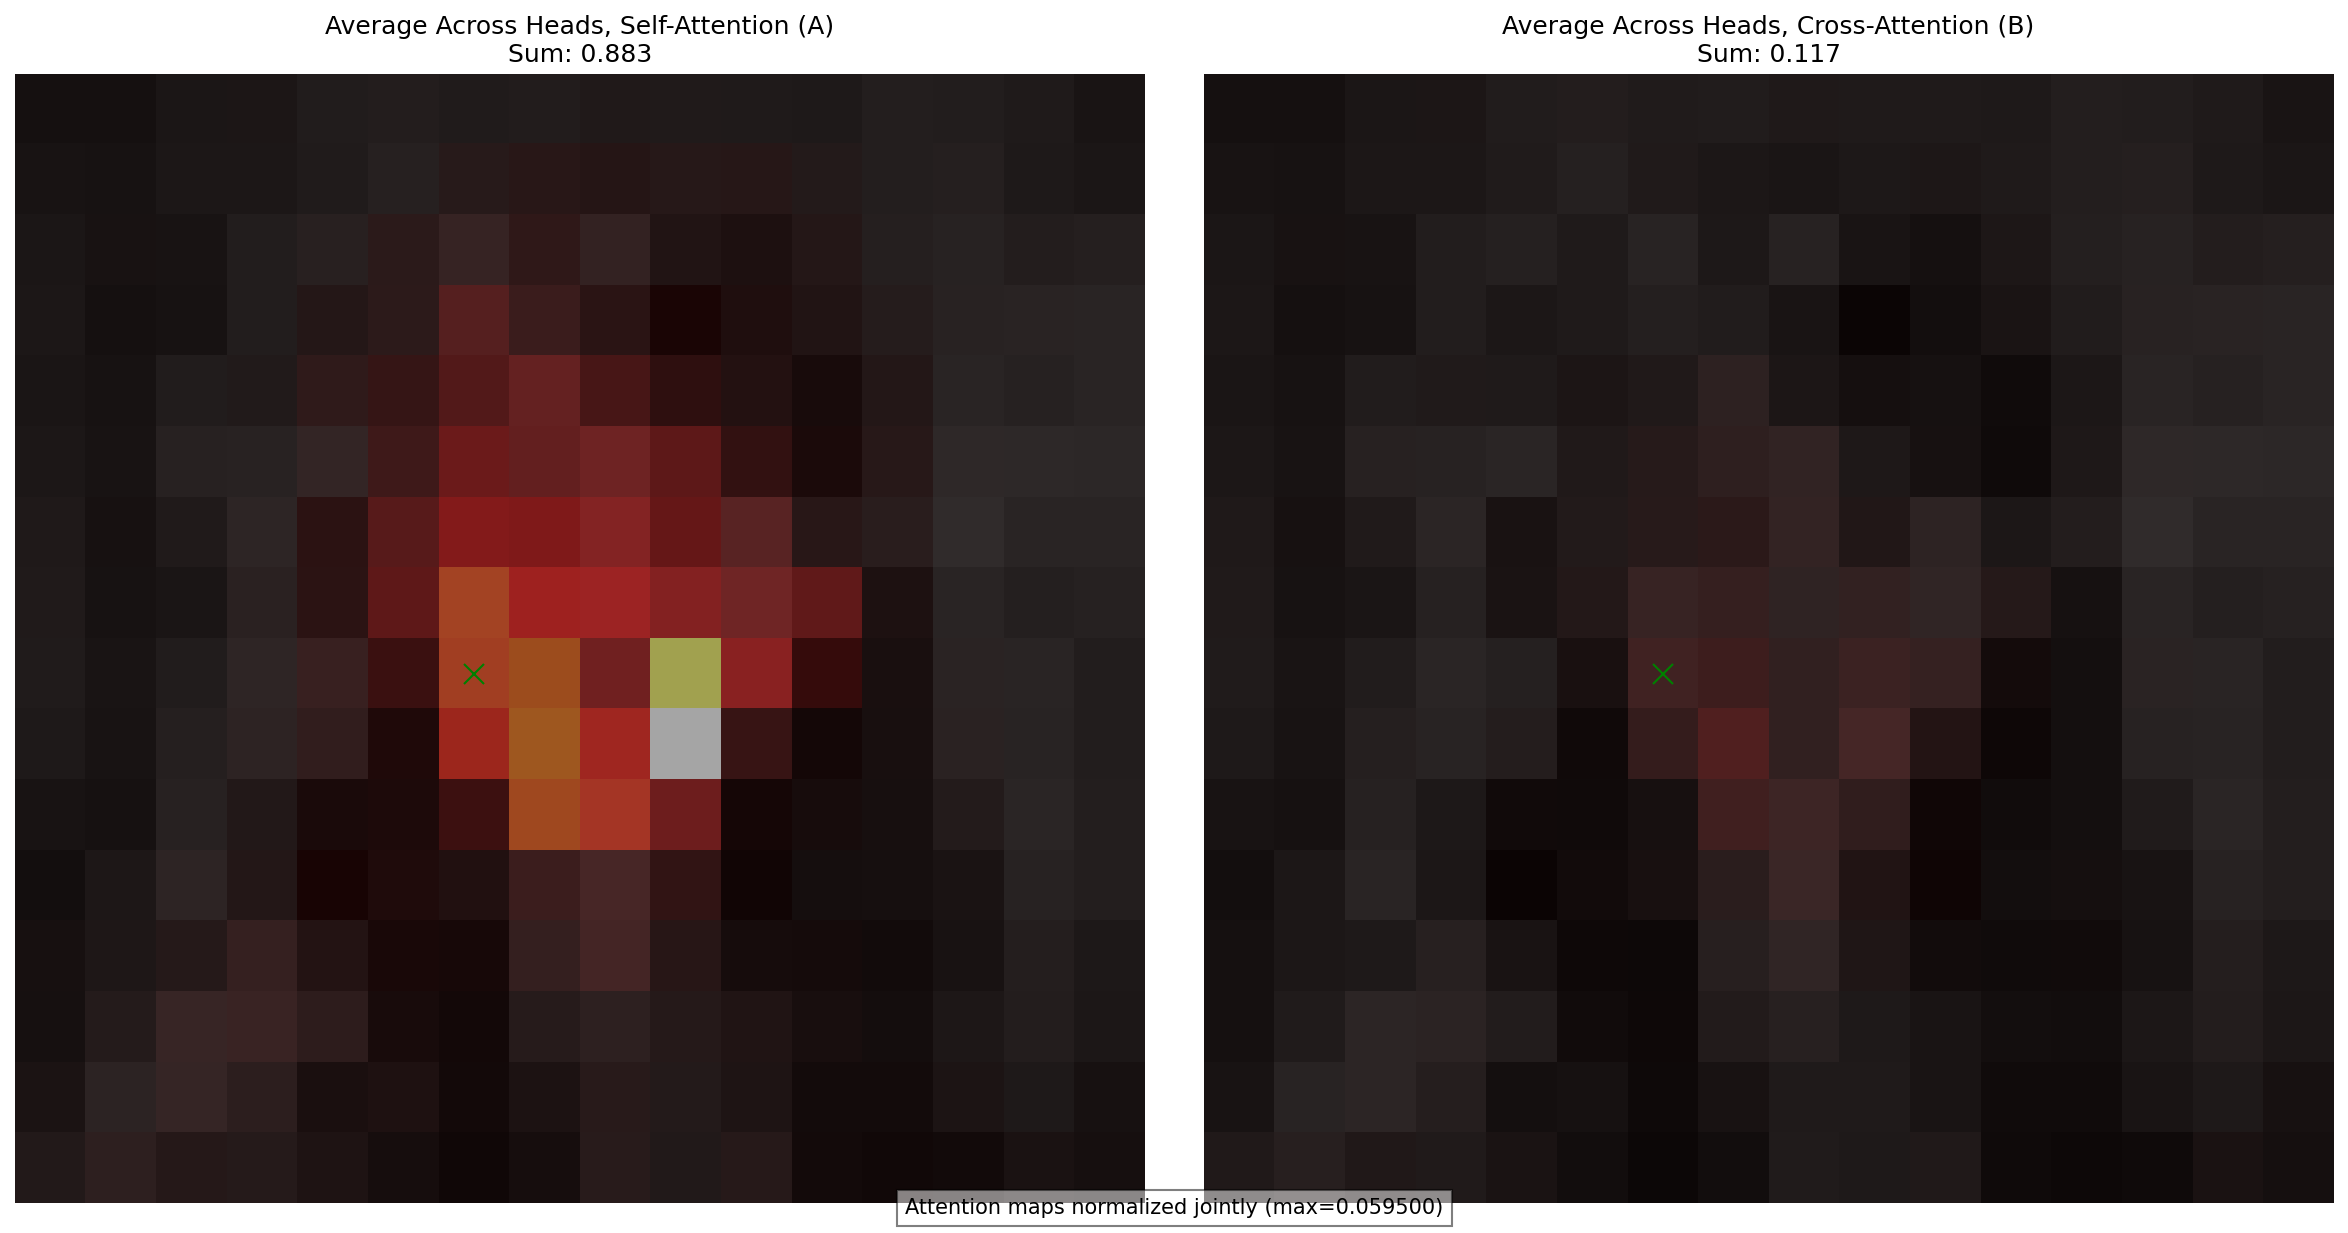 Average Across Heads, Self-Attention (A)
Sum: 0.883
Average Across Heads, Cross-Attention (B)
Sum: 0.117
Attention maps normalized jointly (max=0.059500)